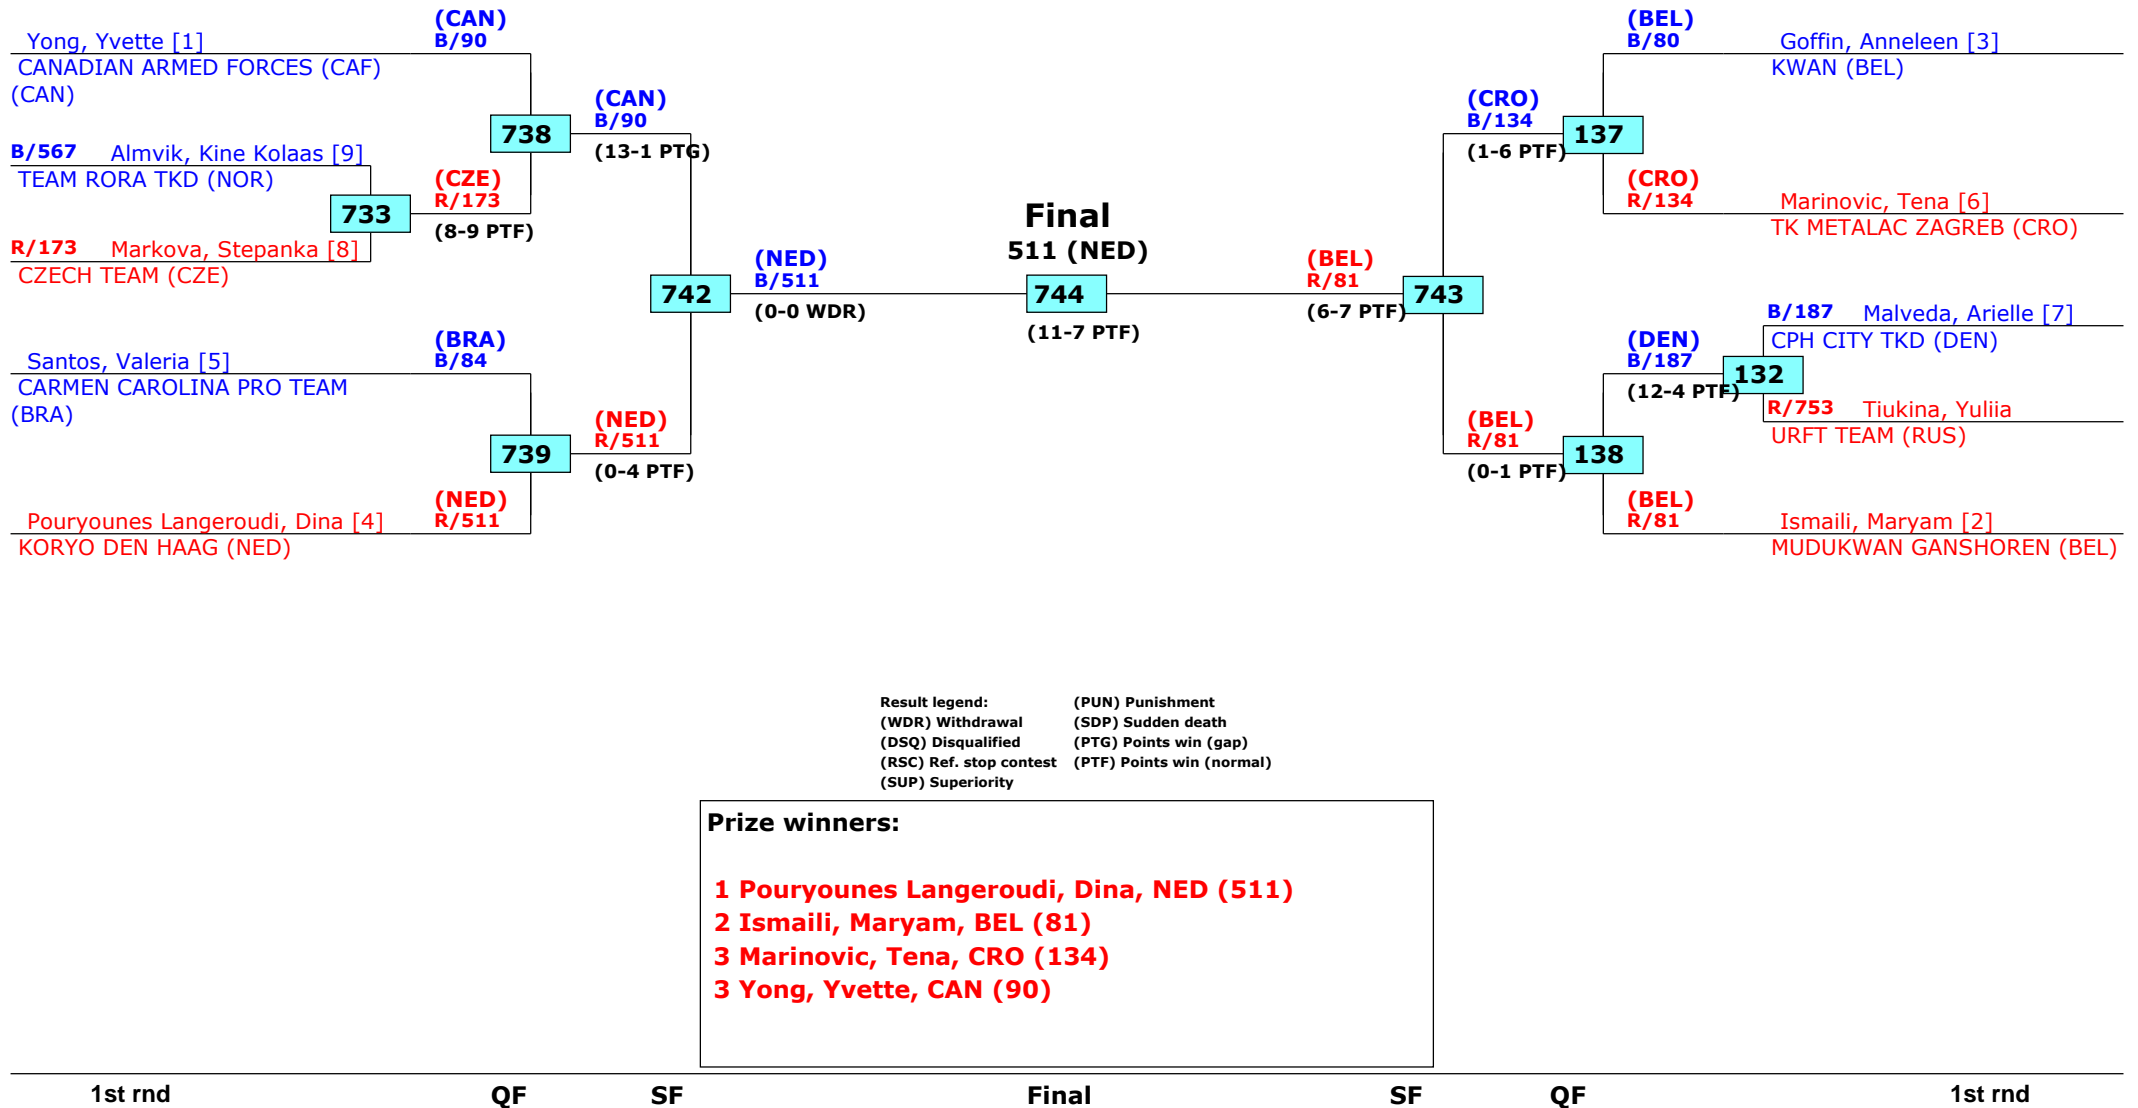 (CAN)
Yong, Yvette [1]
B/90
CANADIAN ARMED FORCES (CAF)
(CAN)
(CAN)
B/90
738
(13-1 PTG)
B/567 Almvik, Kine Kolaas [9]
TEAM RORA TKD (NOR)
(CZE)
R/173
733
(8-9 PTF)
R/173 Markova, Stepanka [8]
CZECH TEAM (CZE)
(NED)
B/511
742
(0-0 WDR)
(BRA)
Santos, Valeria [5]
B/84
CARMEN CAROLINA PRO TEAM
(BRA)
(NED)
R/511
739
(0-4 PTF)
(NED)
Pouryounes Langeroudi, Dina [4]
R/511
KORYO DEN HAAG (NED)
Final
511 (NED)
744
(11-7 PTF)
(BEL)
B/80
Goffin, Anneleen [3]
KWAN (BEL)
(CRO)
B/134
137
(1-6 PTF)
(CRO)
R/134
Marinovic, Tena [6]
TK METALAC ZAGREB (CRO)
(BEL)
R/81
743
(6-7 PTF)
B/187 Malveda, Arielle [7]
CPH CITY TKD (DEN)
(DEN)
B/187
132
(12-4 PTF)
R/753 Tiukina, Yuliia
URFT TEAM (RUS)
(BEL)
R/81
138
(0-1 PTF)
(BEL)
R/81
Ismaili, Maryam [2]
MUDUKWAN GANSHOREN (BEL)
Result legend: (PUN) Punishment
(WDR) Withdrawal (SDP) Sudden death
(DSQ) Disqualified (PTG) Points win (gap)
(RSC) Ref. stop contest (PTF) Points win (normal)
(SUP) Superiority
Prize winners:
1 Pouryounes Langeroudi, Dina, NED (511)
2 Ismaili, Maryam, BEL (81)
3 Marinovic, Tena, CRO (134)
3 Yong, Yvette, CAN (90)
1st rnd QF SF Final SF QF 1st rnd